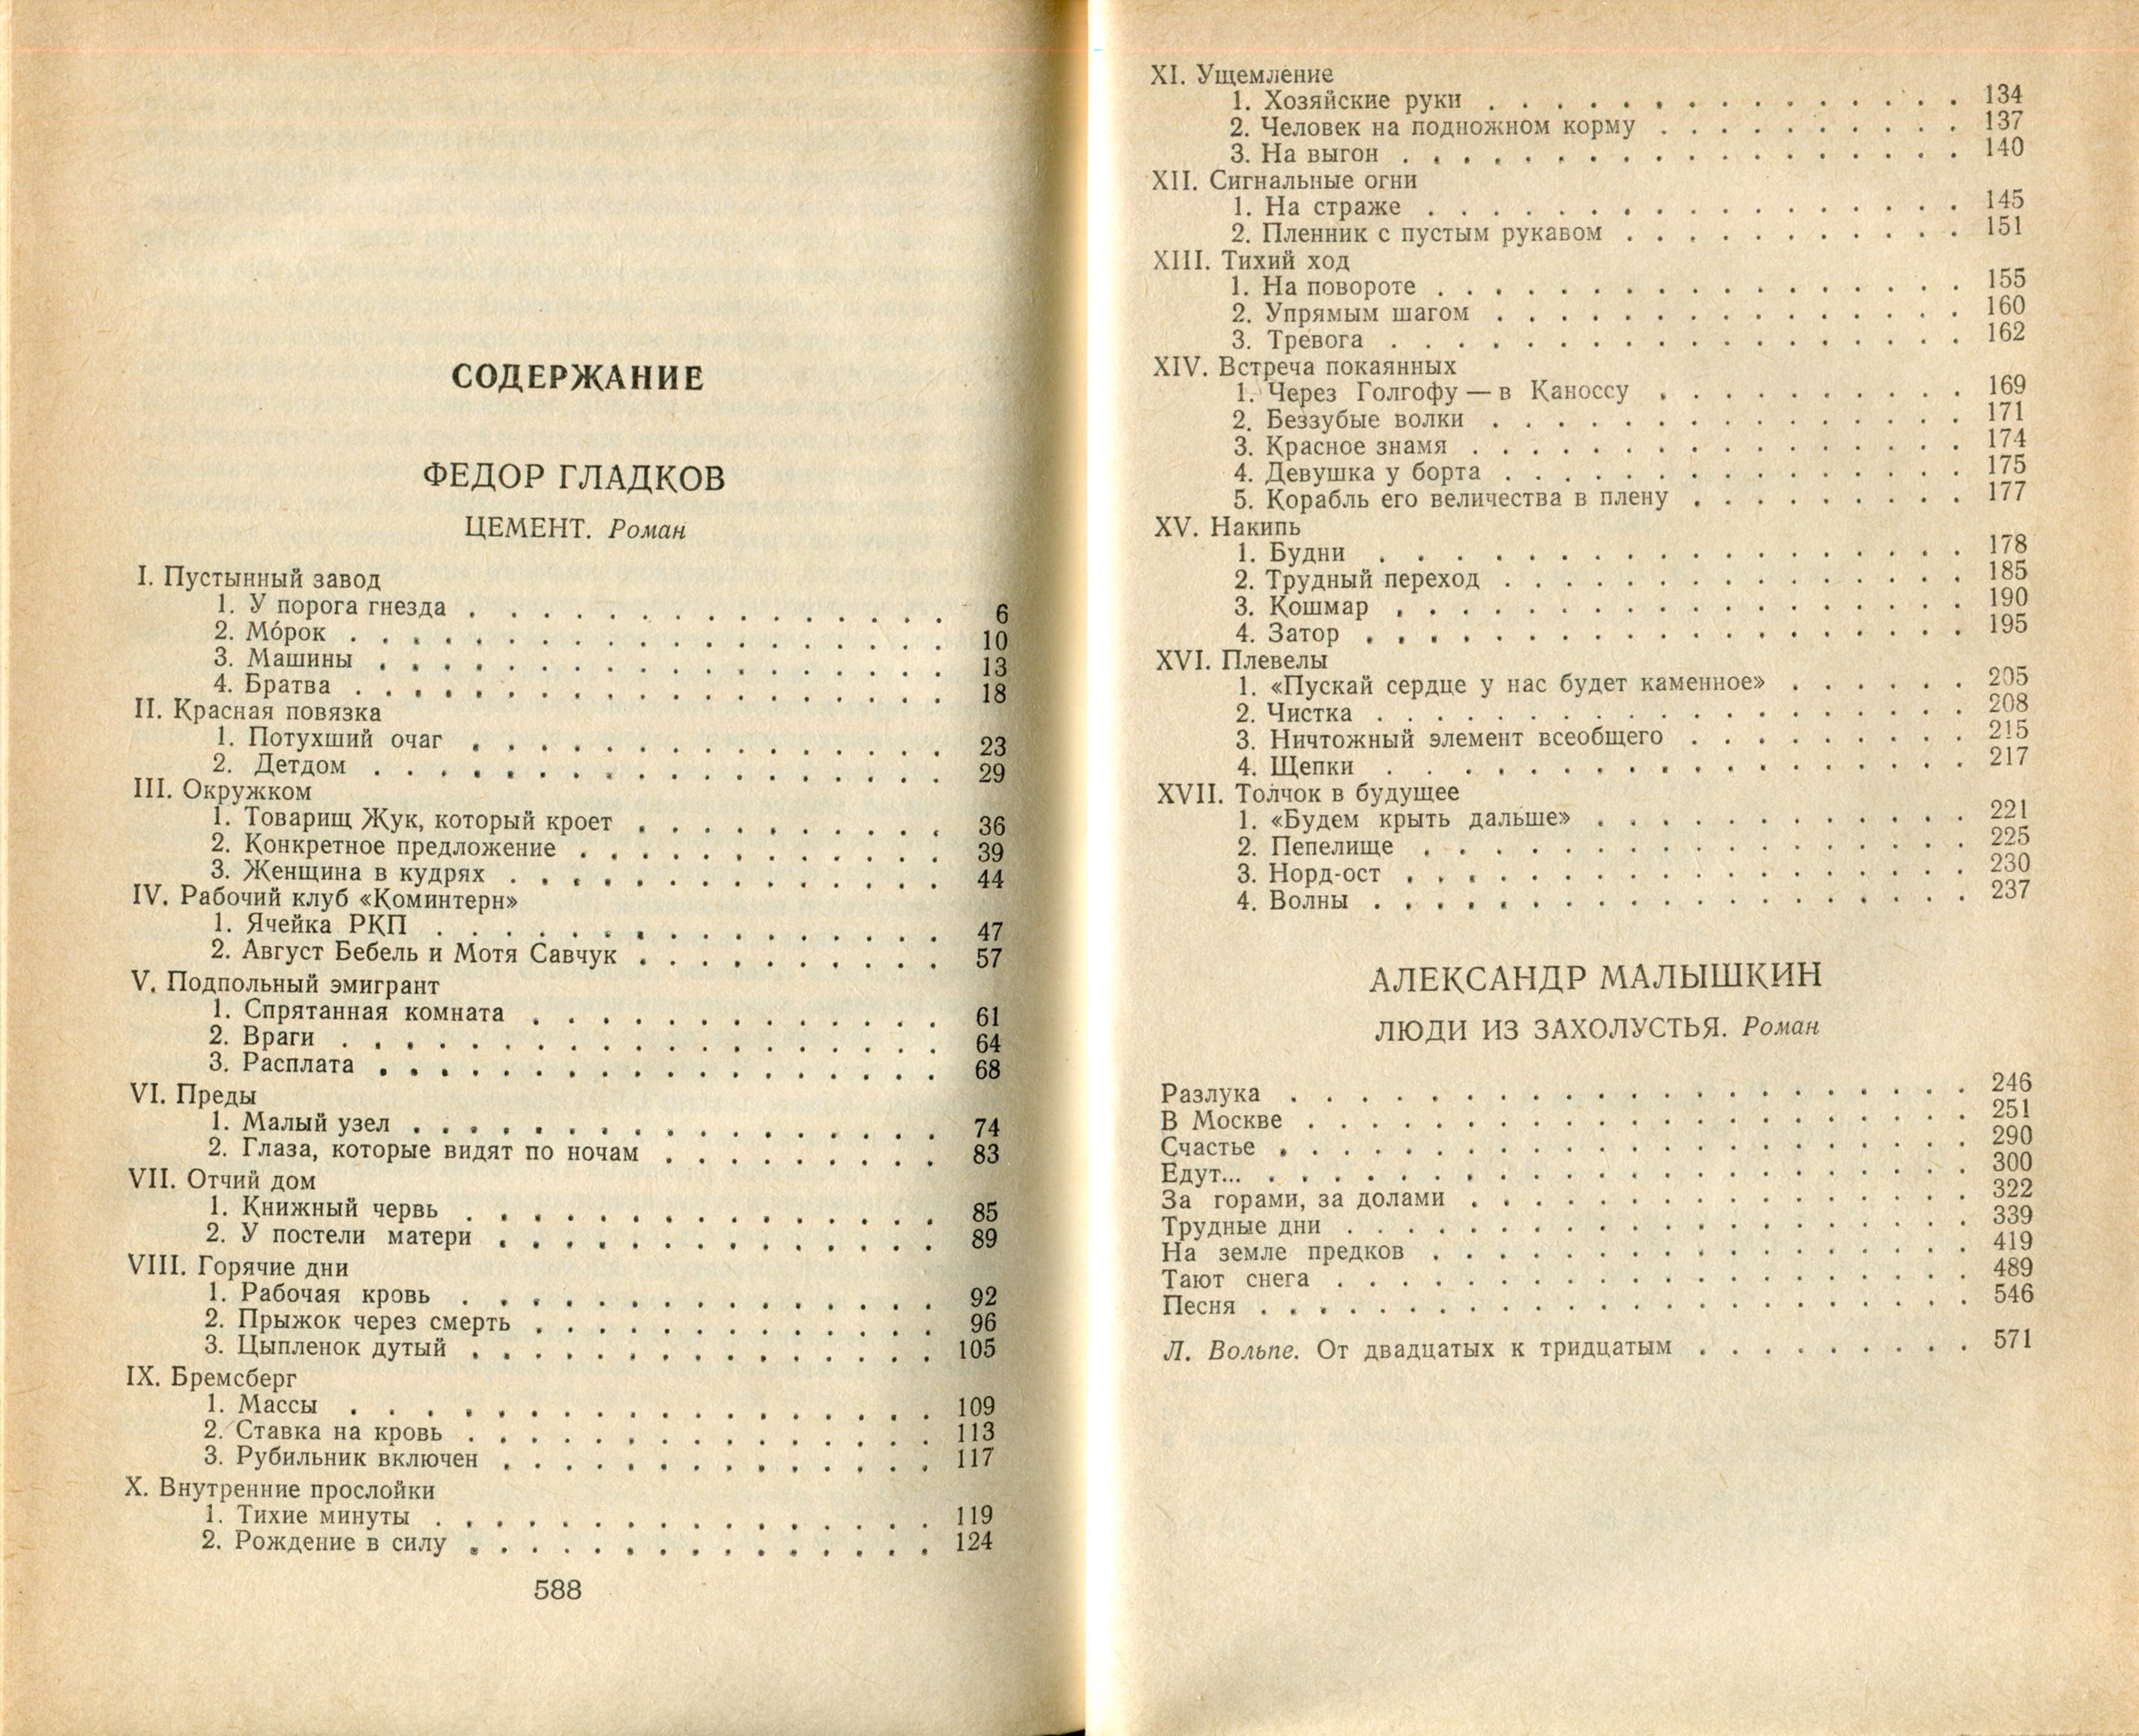 СОДЕРЖАНИЕ
ФЕДОР ГЛАДКОВ
ЦЕМЕНТ. Роман
I. Пустынный завод
1. У порога гнезда . . . . . . . . . . . . . . . 6
2. Мо́рок . . . . . . . . . . . . . . . 10
3. Машины . . . . . . . . . . . . . . . 13
4. Братва . . . . . . . . . . . . . . . 18
II. Красная повязка
1. Потухший очаг . . . . . . . . . . . . . . . 23
2. Детдом . . . . . . . . . . . . . . . 29
III. Окружком
1. Товарищ Жук, который кроет . . . . . . . . . . 36
2. Конкретное предложение . . . . . . . . . . . . 39
3. Женщина в кудрях . . . . . . . . . . . . . . 44
IV. Рабочий клуб «Коминтерн»
1. Ячейка РКП . . . . . . . . . . . . . . . 47
2. Август Бебель и Мотя Савчук . . . . . . . . . . 57
V. Подпольный эмигрант
1. Спрятанная комната . . . . . . . . . . . . . 61
2. Враги . . . . . . . . . . . . . . . 64
3. Расплата . . . . . . . . . . . . . . . 68
VI. Преды
1. Малый узел . . . . . . . . . . . . . . . 74
2. Глаза, которые видят по ночам . . . . . . . . . 83
VII. Отчий дом
1. Книжный червь . . . . . . . . . . . . . . . 85
2. У постели матери . . . . . . . . . . . . . . 89
VIII. Горячие дни
1. Рабочая кровь . . . . . . . . . . . . . . . 92
2. Прыжок через смерть . . . . . . . . . . . . . 96
3. Цыпленок дутый . . . . . . . . . . . . . . . 105
IX. Бремсберг
1. Массы . . . . . . . . . . . . . . . 109
2. Ставка на кровь . . . . . . . . . . . . . . . 113
3. Рубильник включен . . . . . . . . . . . . . . 117
X. Внутренние прослойки
1. Тихие минуты . . . . . . . . . . . . . . . 119
2. Рождение в силу . . . . . . . . . . . . . . . 124
588
XI. Ущемление
1. Хозяйские руки . . . . . . . . . . . . . . . 134
2. Человек на подножном корму . . . . . . . . . . 137
3. На выгон . . . . . . . . . . . . . . . 140
XII. Сигнальные огни
1. На страже . . . . . . . . . . . . . . . 145
2. Пленник с пустым рукавом . . . . . . . . . . . 151
XIII. Тихий ход
1. На повороте . . . . . . . . . . . . . . . 155
2. Упрямым шагом . . . . . . . . . . . . . . . 160
3. Тревога . . . . . . . . . . . . . . . 162
XIV. Встреча покаянных
1. Через Голгофу — в Каноссу . . . . . . . . . . 169
2. Беззубые волки . . . . . . . . . . . . . . . 171
3. Красное знамя . . . . . . . . . . . . . . . 174
4. Девушка у борта . . . . . . . . . . . . . . . 175
5. Корабль его величества в плену . . . . . . . . . 177
XV. Накипь
1. Будни . . . . . . . . . . . . . . . 178
2. Трудный переход . . . . . . . . . . . . . . . 185
3. Кошмар . . . . . . . . . . . . . . . 190
4. Затор . . . . . . . . . . . . . . . 195
XVI. Плевелы
1. «Пускай сердце у нас будет каменное» . . . . . . 205
2. Чистка . . . . . . . . . . . . . . . 208
3. Ничтожный элемент всеобщего . . . . . . . . . 215
4. Щепки . . . . . . . . . . . . . . . 217
XVII. Толчок в будущее
1. «Будем крыть дальше» . . . . . . . . . . . . 221
2. Пепелище . . . . . . . . . . . . . . . 225
3. Норд-ост . . . . . . . . . . . . . . . 230
4. Волны . . . . . . . . . . . . . . . 237
АЛЕКСАНДР МАЛЫШКИН
ЛЮДИ ИЗ ЗАХОЛУСТЬЯ. Роман
Разлука . . . . . . . . . . . . . . . 246
В Москве . . . . . . . . . . . . . . . 251
Счастье . . . . . . . . . . . . . . . 290
Едут... . . . . . . . . . . . . . . . . 300
За горами, за долами . . . . . . . . . . . . . . . 322
Трудные дни . . . . . . . . . . . . . . . 339
На земле предков . . . . . . . . . . . . . . . 419
Тают снега . . . . . . . . . . . . . . . 489
Песня . . . . . . . . . . . . . . . 546
Л. Вольпе. От двадцатых к тридцатым . . . . . . . . . 571